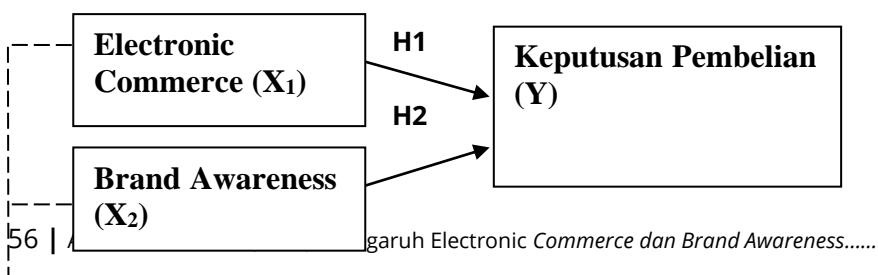 Electronic
Commerce (X1)
H1
Keputusan Pembelian
(Y)
H2
Brand Awareness
(X2)
56 | garuh Electronic Commerce dan Brand Awareness......